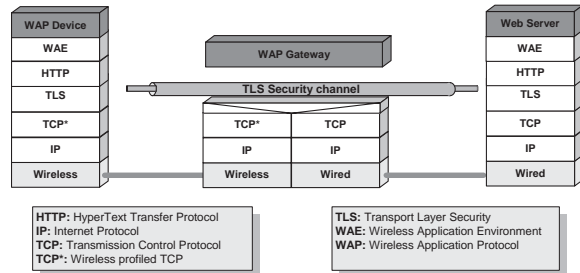 WAP Device
WAE
HTTP
TLS
TCP*
IP
Wireless
WAP Gateway
TLS Security channel
TCP*
TCP
IP
IP
Wireless
Wired
Web Server
WAE
HTTP
TLS
TCP
IP
Wired
HTTP: HyperText Transfer Protocol
IP: Internet Protocol
TCP: Transmission Control Protocol
TCP*: Wireless profiled TCP
TLS: Transport Layer Security
WAE: Wireless Application Environment
WAP: Wireless Application Protocol